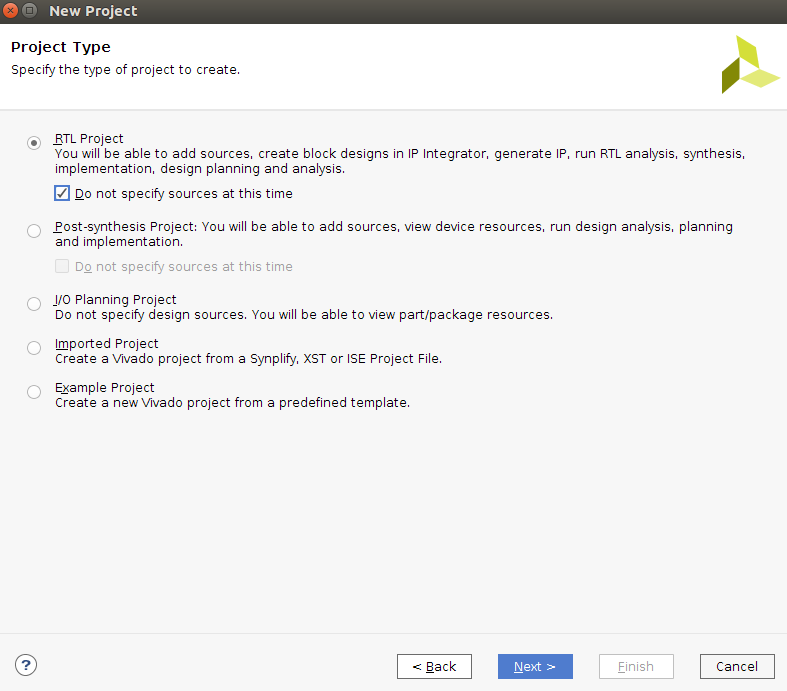 New Project
Project Type
Specify the type of project to create.
RTL Project
You will be able to add sources, create block designs in IP Integrator, generate IP, run RTL analysis, synthesis,
implementation, design planning and analysis.
Do not specify sources at this time
Post-synthesis Project: You will be able to add sources, view device resources, run design analysis, planning
and implementation.
Do not specify sources at this time
I/O Planning Project
Do not specify design sources. You will be able to view part/package resources.
Imported Project
Create a Vivado project from a Synplify, XST or ISE Project File.
Example Project
Create a new Vivado project from a predefined template.
? < Back Next > Finish Cancel